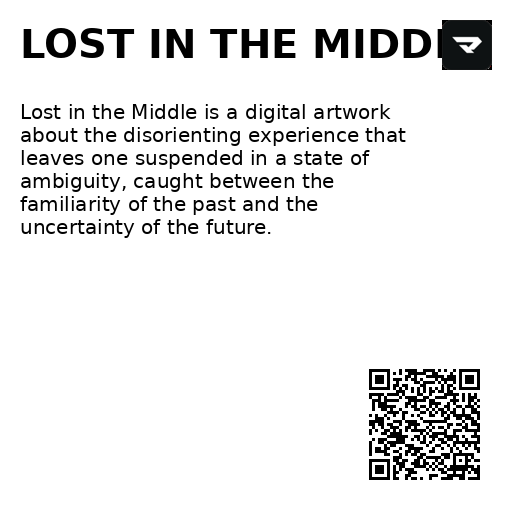 LOST IN THE MIDD
Lost in the Middle is a digital artwork
about the disorienting experience that
leaves one suspended in a state of
ambiguity, caught between the
familiarity of the past and the
uncertainty of the future.